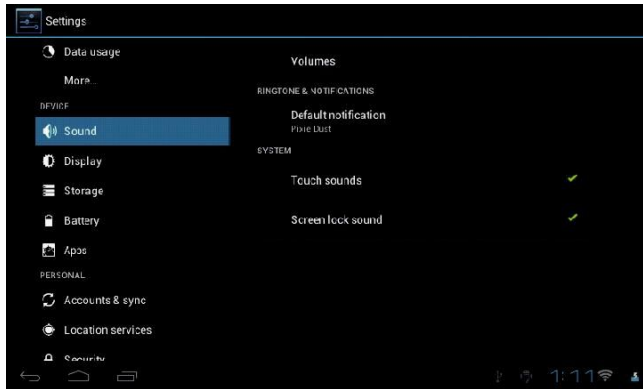 Settings
Data usage
More...
DEVICE
Sound
Display
Storage
Battery
Apps
PERSONAL
Accounts & sync
Location services
Security
Volumes
RINGTONE & NOTIFICATIONS
Default notification
Pixie Dust
SYSTEM
Touch sounds
Screen lock sound
1:11